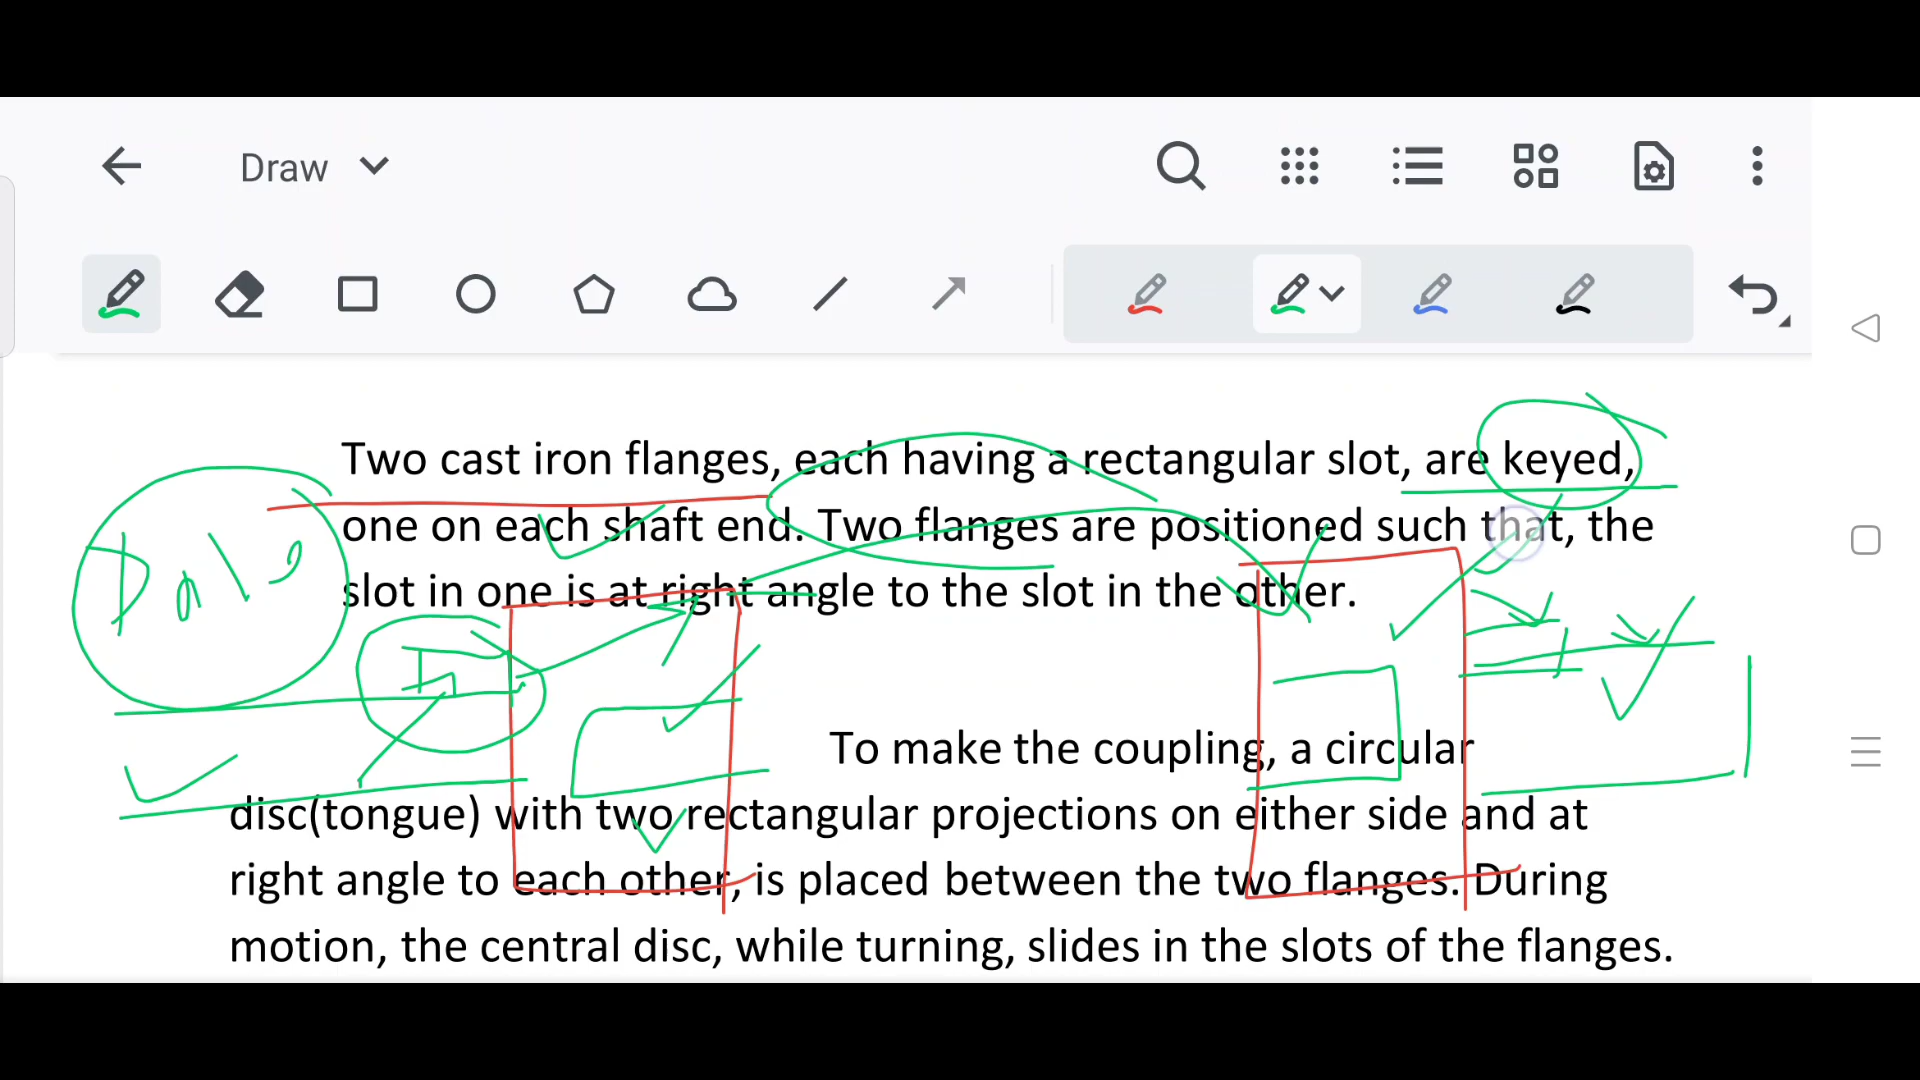 Draw
Two cast iron flanges, each having a rectangular slot, are keyed,
one on each shaft end. Two flanges are positioned such that, the
slot in one is at right angle to the slot in the other.
To make the coupling, a circular
disc(tongue) with two rectangular projections on either side and at
right angle to each other, is placed between the two flanges. During
motion, the central disc, while turning, slides in the slots of the flanges.